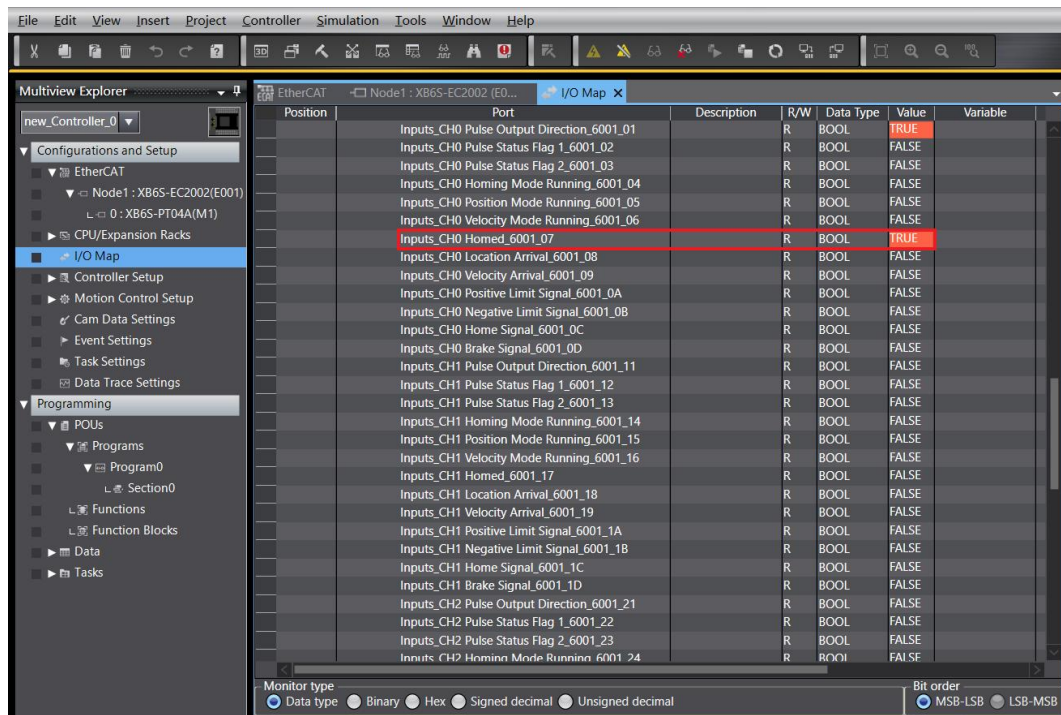 File Edit View Insert Project Controller Simulation Tools Window Help
Multiview Explorer
EtherCAT Node1 : XB6S-EC2002 (E0... I/O Map
new_Controller_0
Position Port Description R/W Data Type Value Variable
Configurations and Setup
EtherCAT
Node1 : XB6S-EC2002(E001)
0 : XB6S-PT04A(M1)
CPU/Expansion Racks
I/O Map
Controller Setup
Motion Control Setup
Cam Data Settings
Event Settings
Task Settings
Data Trace Settings
Programming
POUs
Programs
Program0
Section0
Functions
Function Blocks
Data
Tasks
Inputs_CH0 Pulse Output Direction_6001_01 R BOOL TRUE
Inputs_CH0 Pulse Status Flag 1_6001_02 R BOOL FALSE
Inputs_CH0 Pulse Status Flag 2_6001_03 R BOOL FALSE
Inputs_CH0 Homing Mode Running_6001_04 R BOOL FALSE
Inputs_CH0 Position Mode Running_6001_05 R BOOL FALSE
Inputs_CH0 Velocity Mode Running_6001_06 R BOOL FALSE
Inputs_CH0 Homed_6001_07 R BOOL TRUE
Inputs_CH0 Location Arrival_6001_08 R BOOL FALSE
Inputs_CH0 Velocity Arrival_6001_09 R BOOL FALSE
Inputs_CH0 Positive Limit Signal_6001_0A R BOOL FALSE
Inputs_CH0 Negative Limit Signal_6001_0B R BOOL FALSE
Inputs_CH0 Home Signal_6001_0C R BOOL FALSE
Inputs_CH0 Brake Signal_6001_0D R BOOL FALSE
Inputs_CH1 Pulse Output Direction_6001_11 R BOOL FALSE
Inputs_CH1 Pulse Status Flag 1_6001_12 R BOOL FALSE
Inputs_CH1 Pulse Status Flag 2_6001_13 R BOOL FALSE
Inputs_CH1 Homing Mode Running_6001_14 R BOOL FALSE
Inputs_CH1 Position Mode Running_6001_15 R BOOL FALSE
Inputs_CH1 Velocity Mode Running_6001_16 R BOOL FALSE
Inputs_CH1 Homed_6001_17 R BOOL FALSE
Inputs_CH1 Location Arrival_6001_18 R BOOL FALSE
Inputs_CH1 Velocity Arrival_6001_19 R BOOL FALSE
Inputs_CH1 Positive Limit Signal_6001_1A R BOOL FALSE
Inputs_CH1 Negative Limit Signal_6001_1B R BOOL FALSE
Inputs_CH1 Home Signal_6001_1C R BOOL FALSE
Inputs_CH1 Brake Signal_6001_1D R BOOL FALSE
Inputs_CH2 Pulse Output Direction_6001_21 R BOOL FALSE
Inputs_CH2 Pulse Status Flag 1_6001_22 R BOOL FALSE
Inputs_CH2 Pulse Status Flag 2_6001_23 R BOOL FALSE
Inputs_CH2 Homing Mode Running_6001_24 R BOOL FALSE
Monitor type Bit order
Data type Binary Hex Signed decimal Unsigned decimal MSB-LSB LSB-MSB